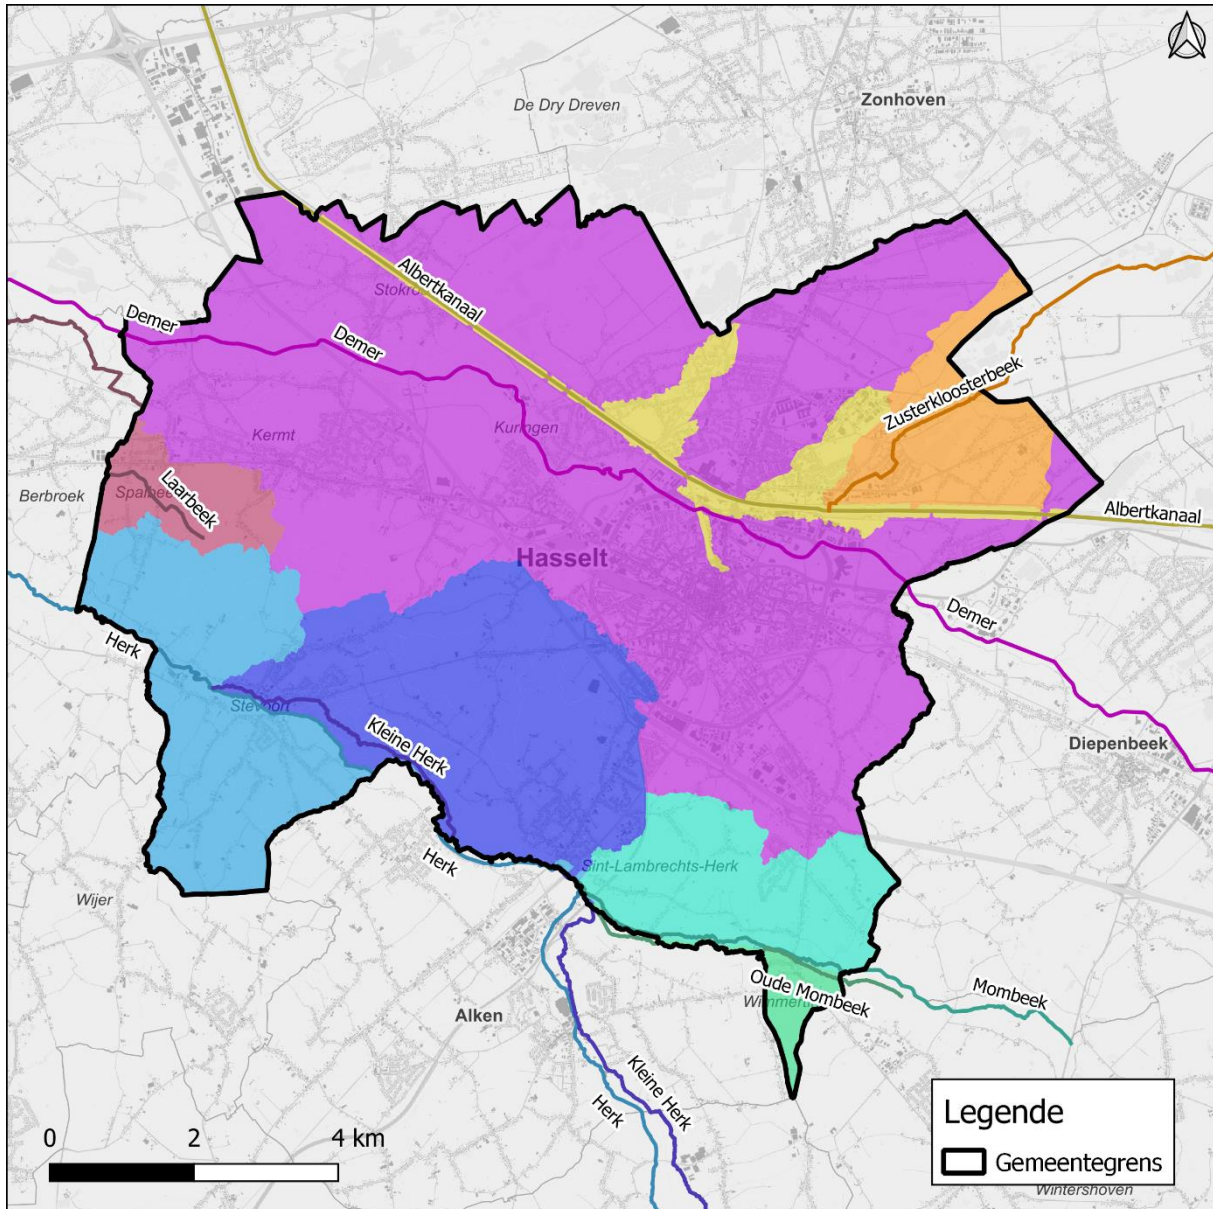 De Dry Dreven
Zonhoven
Albertkanaal
Demer
Demer
Zusterkloosterbeek
Kuringen
Kermt
Berbroek
Laarbeek
Albertkanaal
Hasselt
Demer
Herk
Stevoort
Kleine Herk
Diepenbeek
Herk
Sint-Lambrechts-Herk
Wijer
Oude Mombeek
Mombeek
Alken
Kleine Herk
Herk
Legende
Gemeentegrens
0 2 4 km
Wintershoven